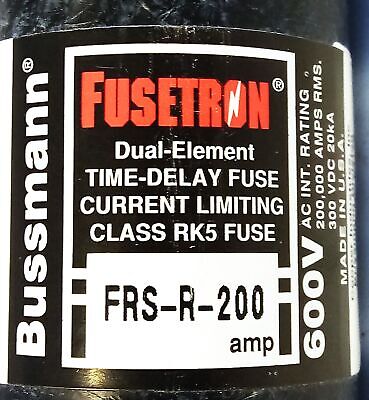 Bussmann®
FUSETRON®
Dual-Element
TIME-DELAY FUSE
CURRENT LIMITING
CLASS RK5 FUSE
FRS-R-200
amp
600V
AC INT. RATING
200,000 AMPS RMS.
300 VDC 20kA
MADE IN U.S.A.